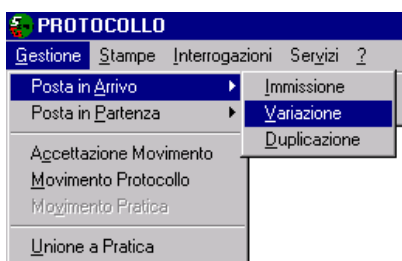 PROTOCOLLO
Gestione Stampe Interrogazioni Servizi ?
Posta in Arrivo
Posta in Partenza
Accettazione Movimento
Movimento Protocollo
Movimento Pratica
Unione a Pratica
Immissione
Variazione
Duplicazione